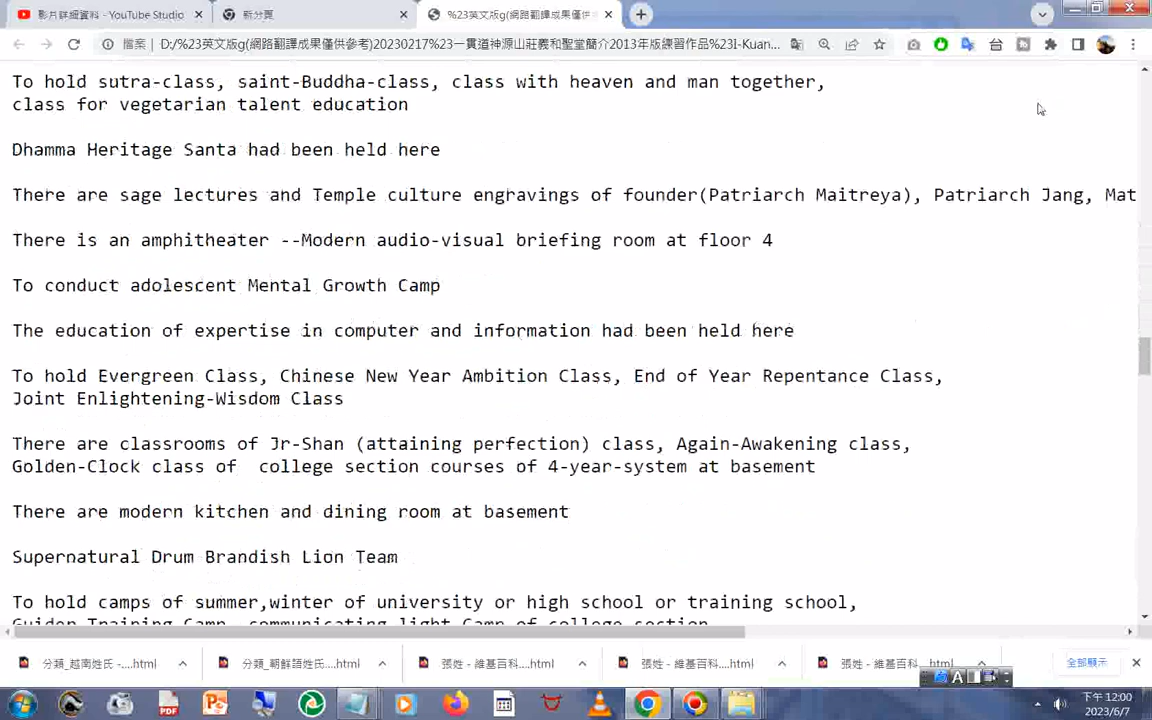 影片詳細資料 - YouTube Studio
新分頁
%23英文版g(網路翻譯成果僅供
檔案 | D:/%23英文版g(網路翻譯成果僅供參考)20230217%23一貫道神源山莊義和聖堂簡介2013年版練習作品%23I-Kuan...
To hold sutra-class, saint-Buddha-class, class with heaven and man together,
class for vegetarian talent education
Dhamma Heritage Santa had been held here
There are sage lectures and Temple culture engravings of founder(Patriarch Maitreya), Patriarch Jang, Mat
There is an amphitheater --Modern audio-visual briefing room at floor 4
To conduct adolescent Mental Growth Camp
The education of expertise in computer and information had been held here
To hold Evergreen Class, Chinese New Year Ambition Class, End of Year Repentance Class,
Joint Enlightening-Wisdom Class
There are classrooms of Jr-Shan (attaining perfection) class, Again-Awakening class,
Golden-Clock class of  college section courses of 4-year-system at basement
There are modern kitchen and dining room at basement
Supernatural Drum Brandish Lion Team
To hold camps of summer,winter of university or high school or training school,
Guiden Training Camp, communicating light Camp of college section
分類_越南姓氏 -....html
分類_朝鮮語姓氏....html
張姓 - 維基百科....html
張姓 - 維基百科....html
張姓 - 維基百科....html
全部顯示
A
下午 12:00
2023/6/7